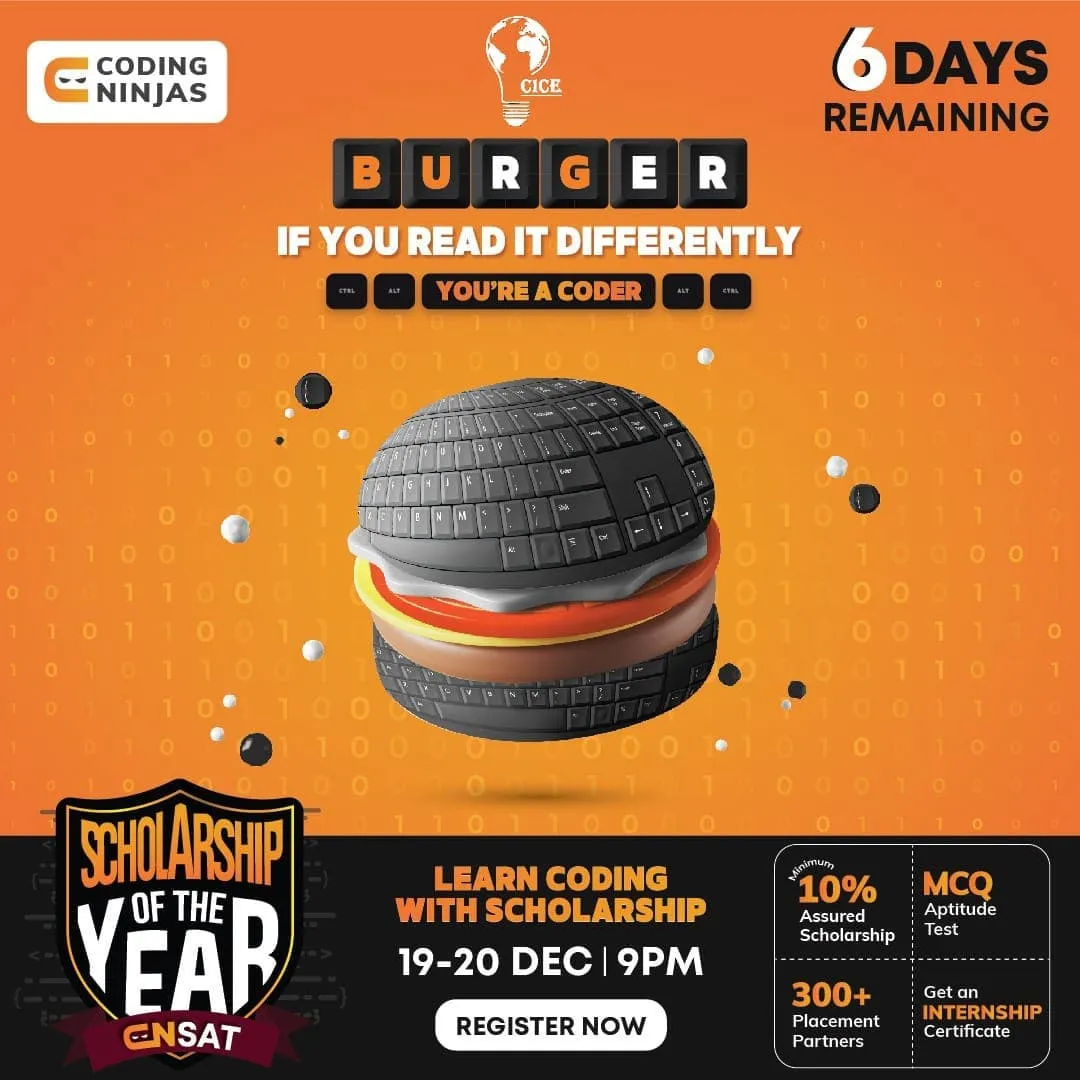 CODING
NINJAS
C1CE
6 DAYS
REMAINING
BURGER
IF YOU READ IT DIFFERENTLY
CTRL ALT YOU'RE A CODER ALT CTRL
SCHOLARSHIP
OF THE
YEAR
CNSAT
LEARN CODING
WITH SCHOLARSHIP
19-20 DEC | 9PM
REGISTER NOW
Minimum
10%
Assured
Scholarship
MCQ
Aptitude
Test
300+
Placement
Partners
Get an
INTERNSHIP
Certificate